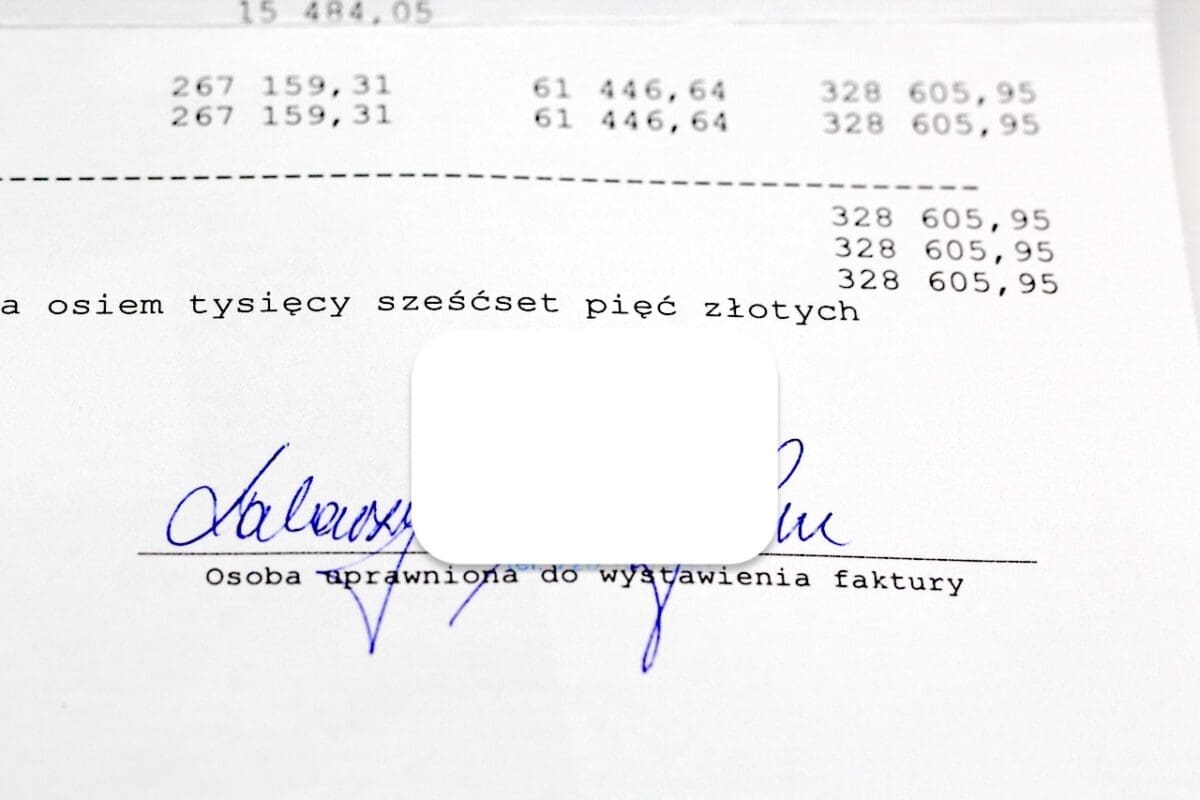 15 484,05
267 159,31 61 446,64 328 605,95
267 159,31 61 446,64 328 605,95
328 605,95
328 605,95
328 605,95
a osiem tysięcy sześćset pięć złotych
Osoba uprawniona do wystawienia faktury